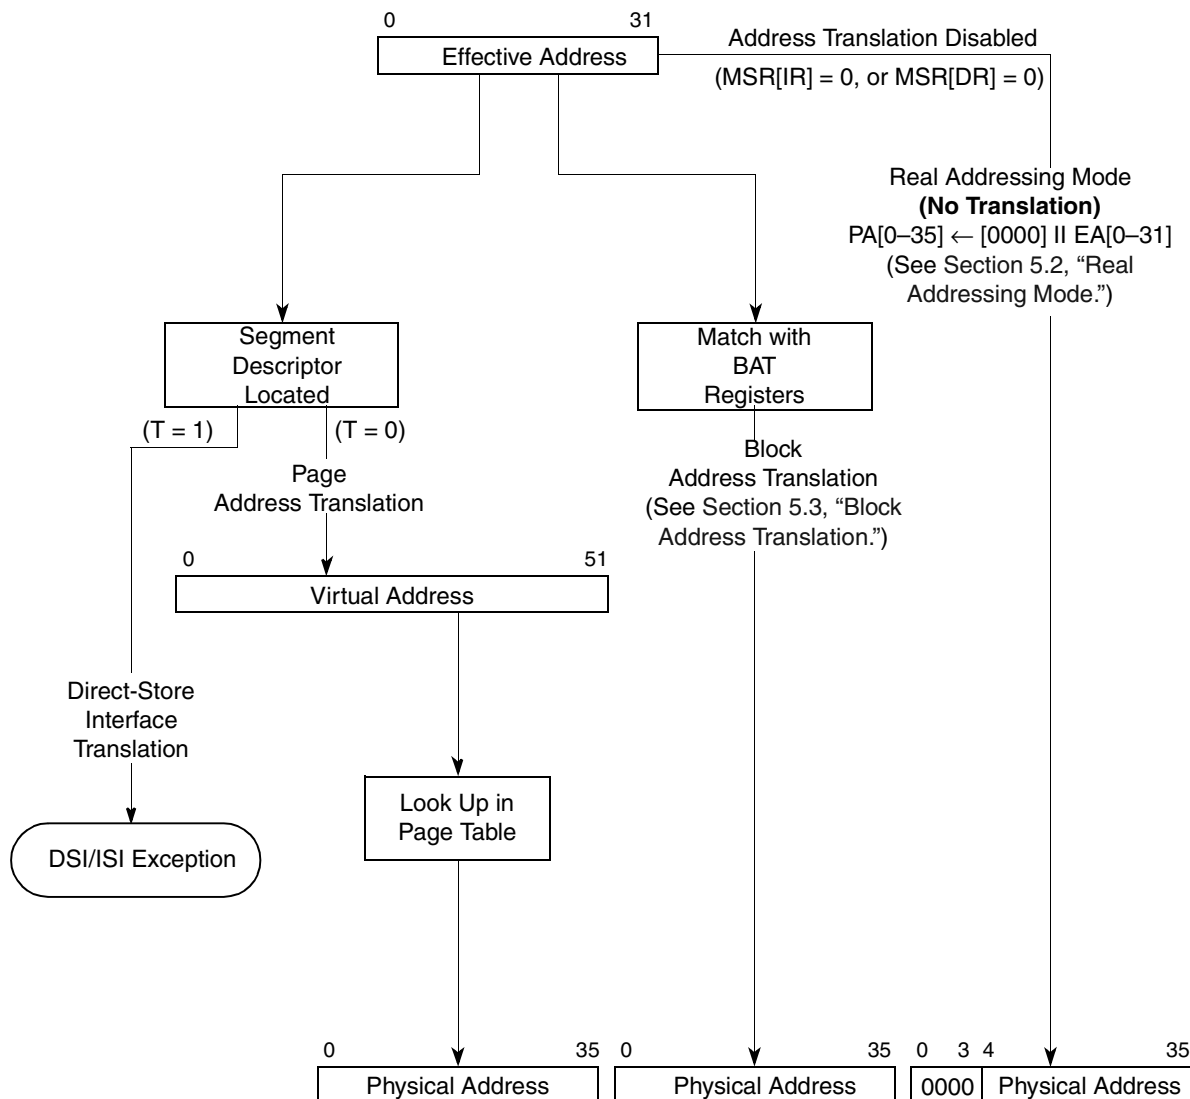 0 31
Effective Address
Address Translation Disabled
(MSR[IR] = 0, or MSR[DR] = 0)
Real Addressing Mode
(No Translation)
PA[0–35] ← [0000] II EA[0–31]
(See Section 5.2, “Real
Addressing Mode.”)
Segment
Descriptor
Located
Match with
BAT
Registers
(T = 1) (T = 0)
Page
Address Translation
Block
Address Translation
(See Section 5.3, “Block
Address Translation.”)
0 51
Virtual Address
Direct-Store
Interface
Translation
Look Up in
Page Table
DSI/ISI Exception
0 35
Physical Address
0 35
Physical Address
0 3 4 35
0000 Physical Address